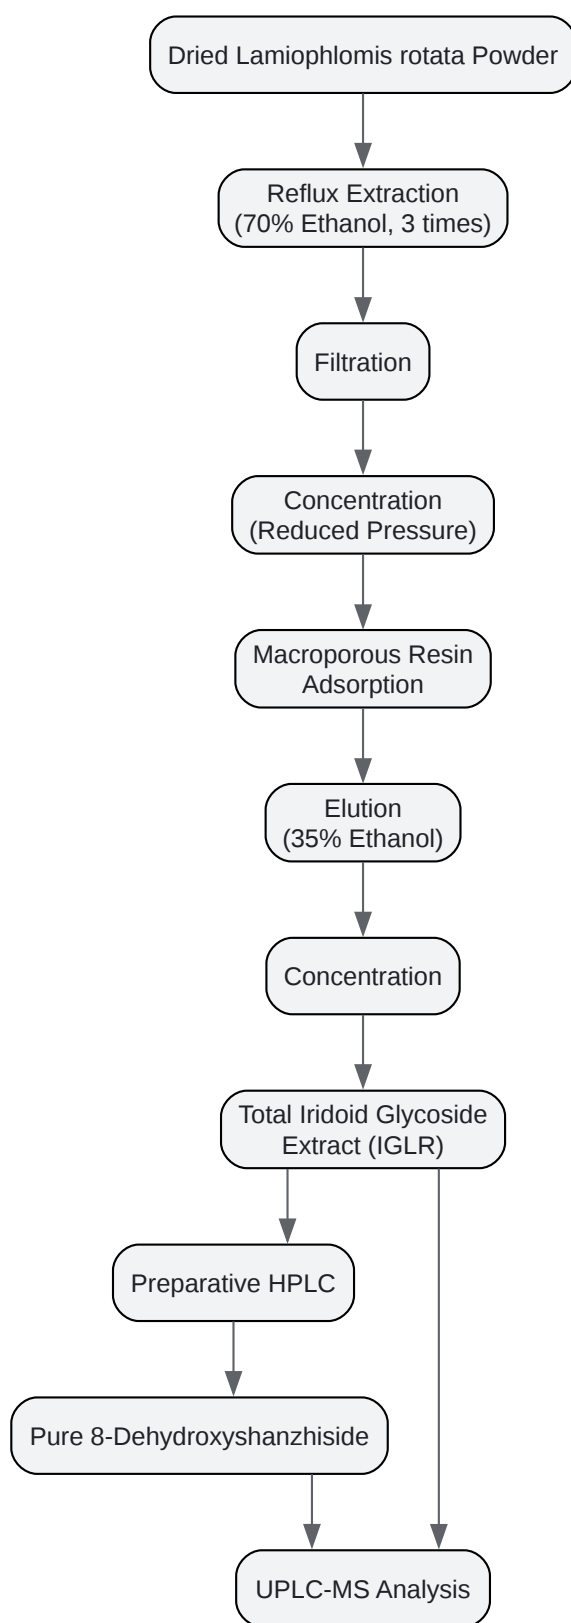 Dried Lamiophlomis rotata Powder
Reflux Extraction
(70% Ethanol, 3 times)
Filtration
Concentration
(Reduced Pressure)
Macroporous Resin
Adsorption
Elution
(35% Ethanol)
Concentration
Total Iridoid Glycoside
Extract (IGLR)
Preparative HPLC
Pure 8-Dehydroxyshanzhiside
UPLC-MS Analysis